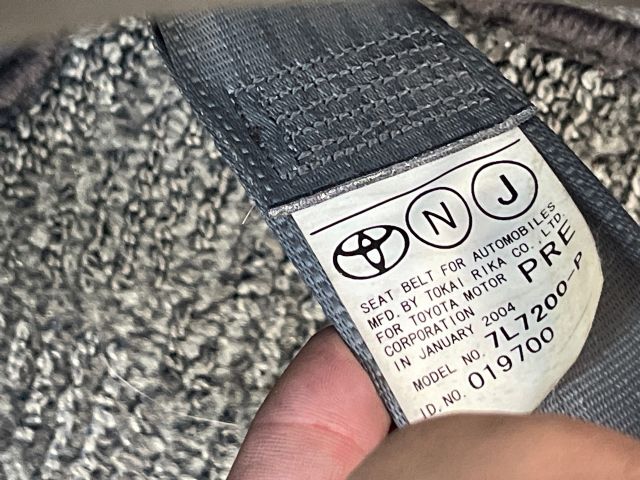 N J
SEAT BELT FOR AUTOMOBILES
MFD. BY TOKAI RIKA CO., LTD.
FOR TOYOTA MOTOR PRE
CORPORATION
IN JANUARY 2004
MODEL NO. 7L7200-P
I.D. NO. 019700